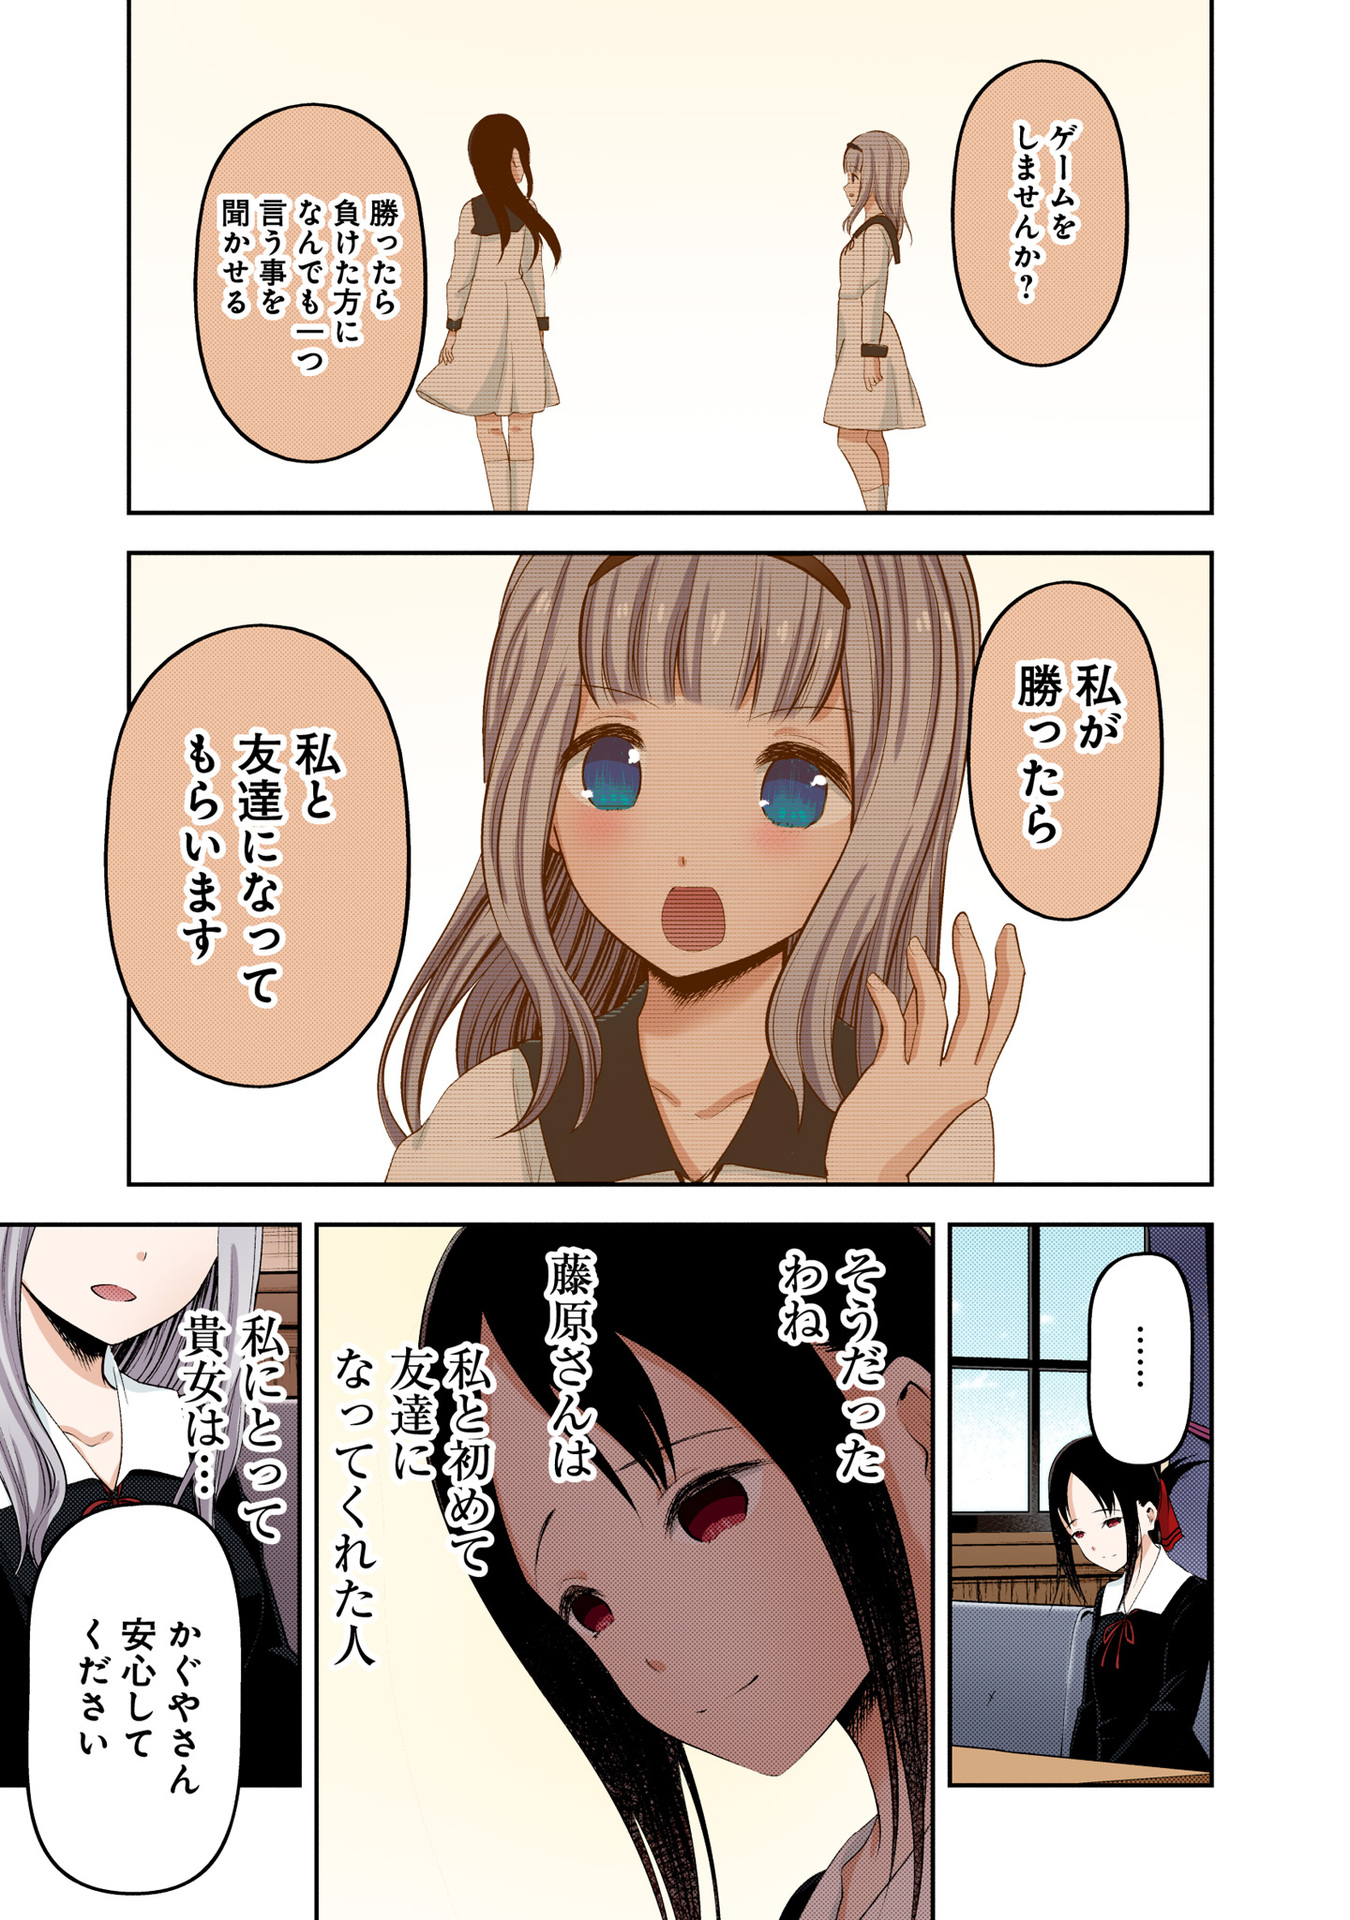 ゲームを
しませんか？
勝ったら
負けた方に
なんでも一つ
言う事を
聞かせる
私が
勝ったら
私と
友達になって
もらいます
……
そうだった
わね
藤原さんは
私と初めて
友達に
なってくれた人
私にとって
貴女は…
かぐやさん
安心して
ください